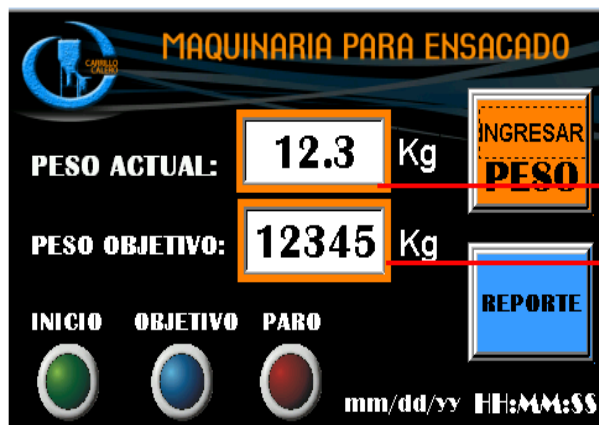 CARRILLO
CALERO
MAQUINARIA PARA ENSACADO
PESO ACTUAL: 12.3 Kg
INGRESAR
PESO
PESO OBJETIVO: 12345 Kg
REPORTE
INICIO OBJETIVO PARO
mm/dd/yy HH:MM:SS